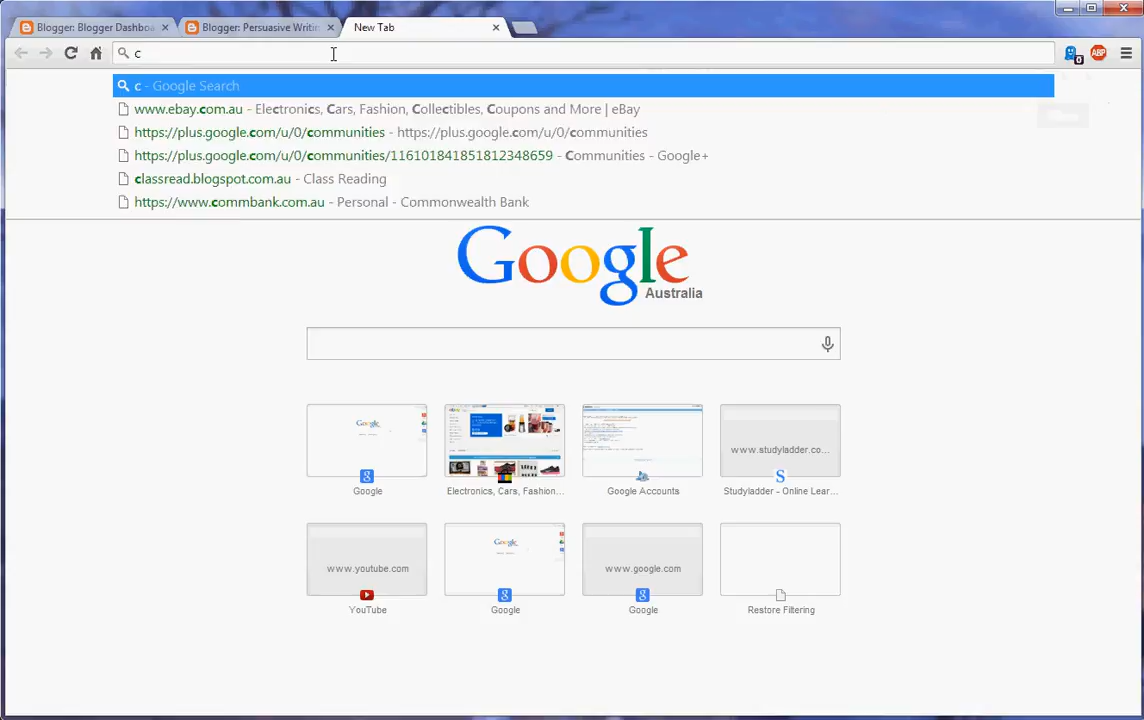 Blogger: Blogger Dashboa
Blogger: Persuasive Writin
New Tab
c
0
ABP
c - Google Search
www.ebay.com.au - Electronics, Cars, Fashion, Collectibles, Coupons and More | eBay
https://plus.google.com/u/0/communities - https://plus.google.com/u/0/communities
https://plus.google.com/u/0/communities/116101841851812348659 - Communities - Google+
classread.blogspot.com.au - Class Reading
https://www.commbank.com.au - Personal - Commonwealth Bank
Google
Australia
www.studyladder.co...
Google
Electronics, Cars, Fashion...
Google Accounts
Studyladder - Online Lear...
www.youtube.com
www.google.com
YouTube
Google
Google
Restore Filtering